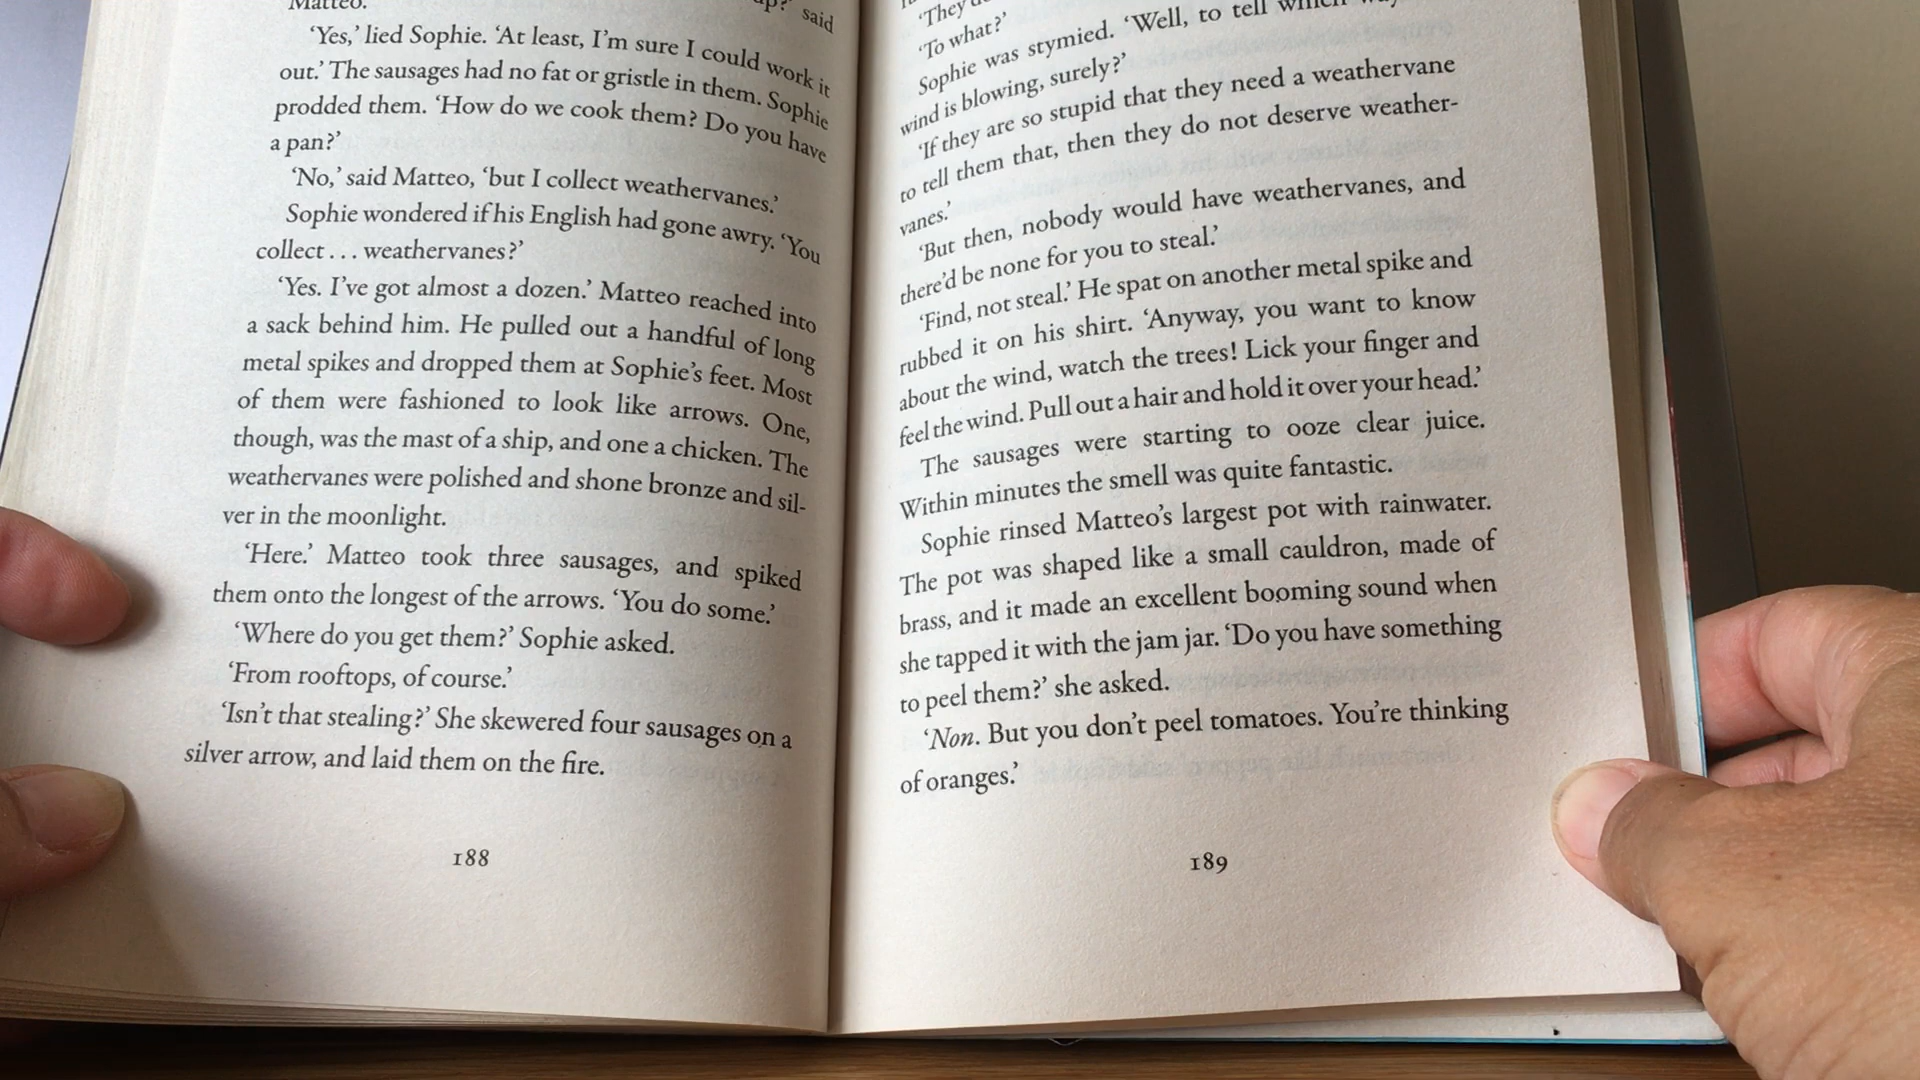 Matteo.
up?' said
'Yes,' lied Sophie. 'At least, I'm sure I could work it
out.' The sausages had no fat or gristle in them. Sophie
prodded them. 'How do we cook them? Do you have
a pan?'
'No,' said Matteo, 'but I collect weathervanes.'
Sophie wondered if his English had gone awry. 'You
collect . . . weathervanes?'
'Yes. I've got almost a dozen.' Matteo reached into
a sack behind him. He pulled out a handful of long
metal spikes and dropped them at Sophie's feet. Most
of them were fashioned to look like arrows. One,
though, was the mast of a ship, and one a chicken. The
weathervanes were polished and shone bronze and sil-
ver in the moonlight.
'Here.' Matteo took three sausages, and spiked
them onto the longest of the arrows. 'You do some.'
'Where do you get them?' Sophie asked.
'From rooftops, of course.'
'Isn't that stealing?' She skewered four sausages on a
silver arrow, and laid them on the fire.
188
'They
'To what?'
Sophie was stymied. 'Well, to tell which
wind is blowing, surely?'
'If they are so stupid that they need a weathervane
to tell them that, then they do not deserve weather-
vanes.'
'But then, nobody would have weathervanes, and
there'd be none for you to steal.'
'Find, not steal.' He spat on another metal spike and
rubbed it on his shirt. 'Anyway, you want to know
about the wind, watch the trees! Lick your finger and
feel the wind. Pull out a hair and hold it over your head.'
The sausages were starting to ooze clear juice.
Within minutes the smell was quite fantastic.
Sophie rinsed Matteo's largest pot with rainwater.
The pot was shaped like a small cauldron, made of
brass, and it made an excellent booming sound when
she tapped it with the jam jar. 'Do you have something
to peel them?' she asked.
'Non. But you don't peel tomatoes. You're thinking
of oranges.'
189